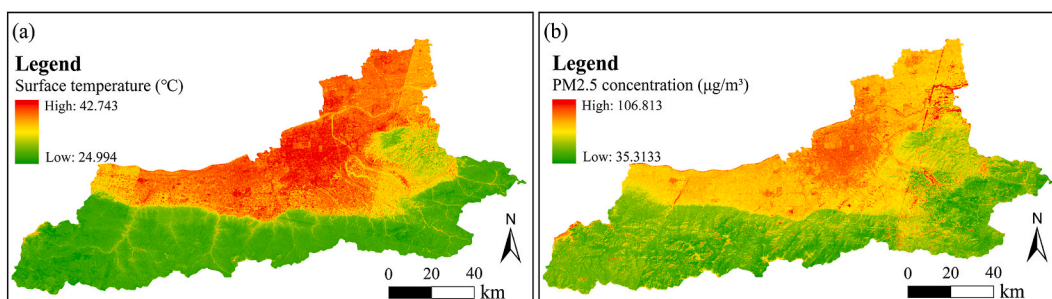 (a)
Legend
Surface temperature (℃)
High: 42.743
Low: 24.994
N
0 20 40
km
(b)
Legend
PM2.5 concentration (μg/m³)
High: 106.813
Low: 35.3133
N
0 20 40
km